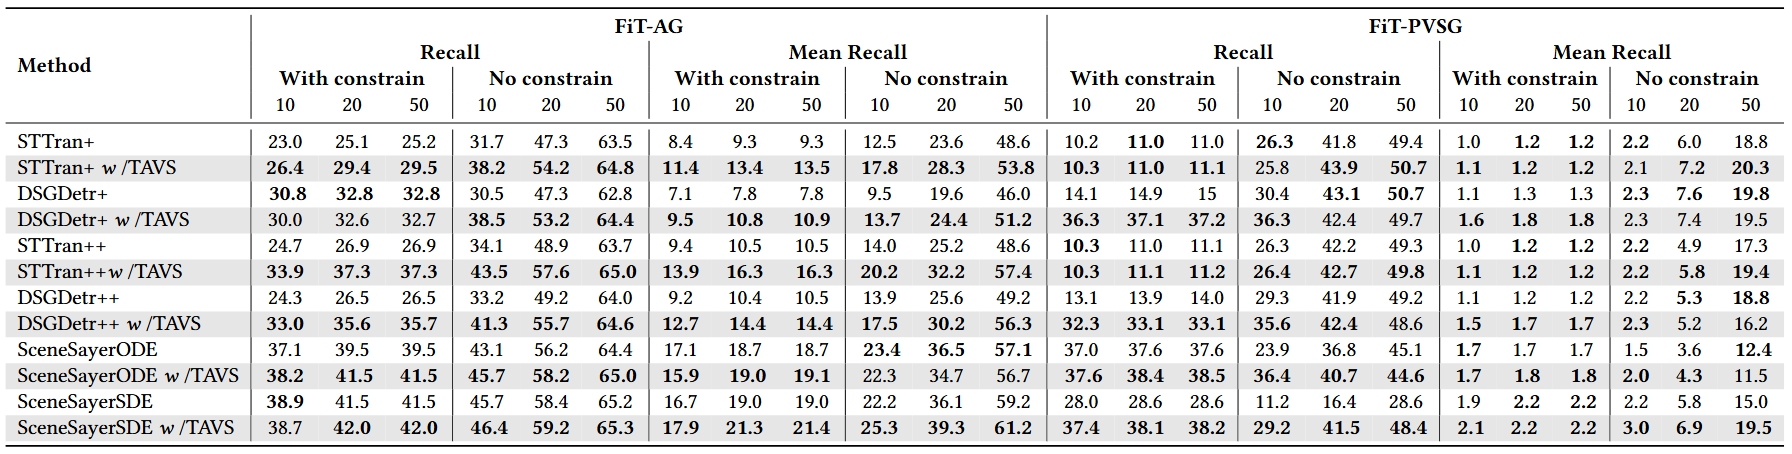 FiT-AG FiT-PVSG
Recall Mean Recall Recall Mean Recall
Method
With constrain No constrain With constrain No constrain With constrain No constrain With constrain No constrain
10 20 50 10 20 50 10 20 50 10 20 50 10 20 50 10 20 50 10 20 50 10 20 50
STTran+ 23.0 25.1 25.2 31.7 47.3 63.5 8.4 9.3 9.3 12.5 23.6 48.6 10.2 11.0 11.0 26.3 41.8 49.4 1.0 1.2 1.2 2.2 6.0 18.8
STTran+ w/TAVS 26.4 29.4 29.5 38.2 54.2 64.8 11.4 13.4 13.5 17.8 28.3 53.8 10.3 11.0 11.1 25.8 43.9 50.7 1.1 1.2 1.2 2.1 7.2 20.3
DSGDetr+ 30.8 32.8 32.8 30.5 47.3 62.8 7.1 7.8 7.8 9.5 19.6 46.0 14.1 14.9 15 30.4 43.1 50.7 1.1 1.3 1.3 2.3 7.6 19.8
DSGDetr+ w/TAVS 30.0 32.6 32.7 38.5 53.2 64.4 9.5 10.8 10.9 13.7 24.4 51.2 36.3 37.1 37.2 36.3 42.4 49.7 1.6 1.8 1.8 2.3 7.4 19.5
STTran++ 24.7 26.9 26.9 34.1 48.9 63.7 9.4 10.5 10.5 14.0 25.2 48.6 10.3 11.0 11.1 26.3 42.2 49.3 1.0 1.2 1.2 2.2 4.9 17.3
STTran++w/TAVS 33.9 37.3 37.3 43.5 57.6 65.0 13.9 16.3 16.3 20.2 32.2 57.4 10.3 11.1 11.2 26.4 42.7 49.8 1.1 1.2 1.2 2.2 5.8 19.4
DSGDetr++ 24.3 26.5 26.5 33.2 49.2 64.0 9.2 10.4 10.5 13.9 25.6 49.2 13.1 13.9 14.0 29.3 41.9 49.2 1.1 1.2 1.2 2.2 5.3 18.8
DSGDetr++ w/TAVS 33.0 35.6 35.7 41.3 55.7 64.6 12.7 14.4 14.4 17.5 30.2 56.3 32.3 33.1 33.1 35.6 42.4 48.6 1.5 1.7 1.7 2.3 5.2 16.2
SceneSayerODE 37.1 39.5 39.5 43.1 56.2 64.4 17.1 18.7 18.7 23.4 36.5 57.1 37.0 37.6 37.6 23.9 36.8 45.1 1.7 1.7 1.7 1.5 3.6 12.4
SceneSayerODE w/TAVS 38.2 41.5 41.5 45.7 58.2 65.0 15.9 19.0 19.1 22.3 34.7 56.7 37.6 38.4 38.5 36.4 40.7 44.6 1.7 1.8 1.8 2.0 4.3 11.5
SceneSayerSDE 38.9 41.5 41.5 45.7 58.4 65.2 16.7 19.0 19.0 22.2 36.1 59.2 28.0 28.6 28.6 11.2 16.4 28.6 1.9 2.2 2.2 2.2 5.8 15.0
SceneSayerSDE w/TAVS 38.7 42.0 42.0 46.4 59.2 65.3 17.9 21.3 21.4 25.3 39.3 61.2 37.4 38.1 38.2 29.2 41.5 48.4 2.1 2.2 2.2 3.0 6.9 19.5